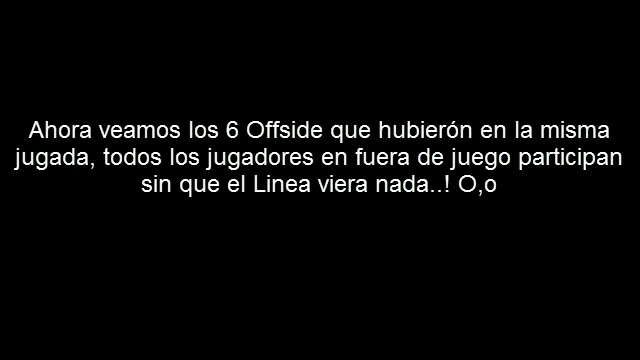 Ahora veamos los 6 Offside que hubierón en la misma
jugada, todos los jugadores en fuera de juego participan
sin que el Linea viera nada..! O,o